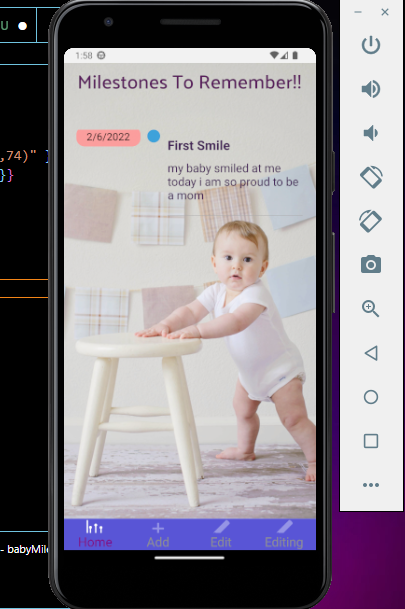 U
1:58
Milestones To Remember!!
2/6/2022
First Smile
,74)" ]
}}
my baby smiled at me
today i am so proud to be
a mom
- babyMile
Home
Add
Edit
Editing